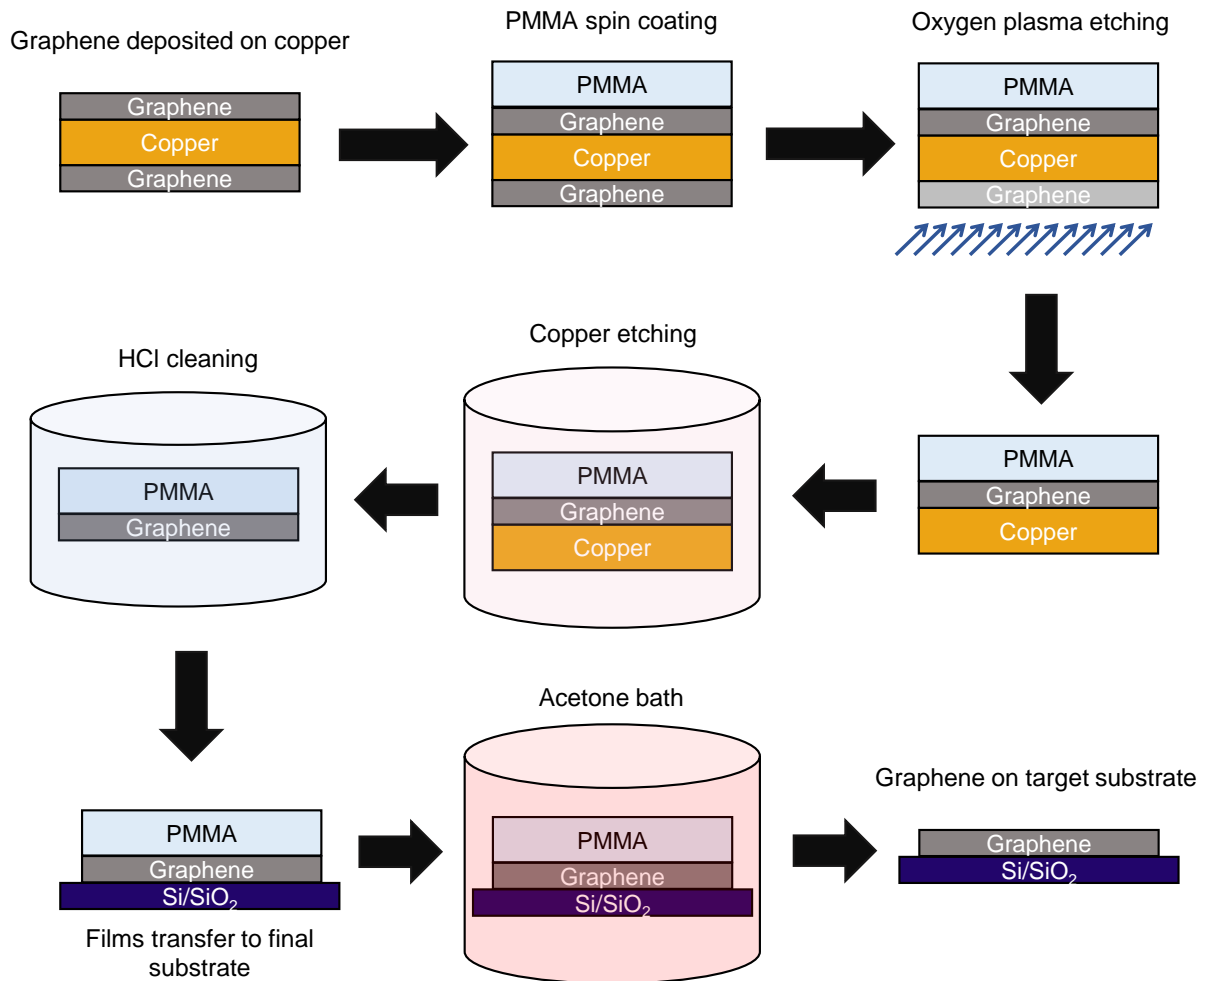 Graphene deposited on copper
Graphene
Copper
Graphene
PMMA spin coating
PMMA
Graphene
Copper
Graphene
Oxygen plasma etching
PMMA
Graphene
Copper
Graphene
PMMA
Graphene
Copper
Copper etching
PMMA
Graphene
Copper
HCl cleaning
PMMA
Graphene
PMMA
Graphene
Si/SiO₂
Films transfer to final
substrate
Acetone bath
PMMA
Graphene
Si/SiO₂
Graphene on target substrate
Graphene
Si/SiO₂